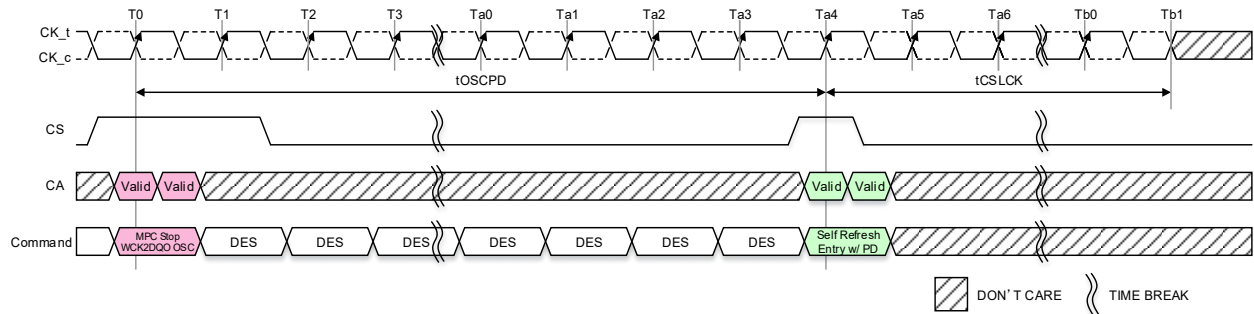 T0 T1 T2 T3 Ta0 Ta1 Ta2 Ta3 Ta4 Ta5 Ta6 Tb0 Tb1
CK_t
CK_c
tOSCPD tCSLCK
CS
CA Valid Valid Valid Valid
Command MPC Stop WCK2DQO OSC DES DES DES DES DES DES DES Self Refresh Entry w/ PD
DON'T CARE TIME BREAK